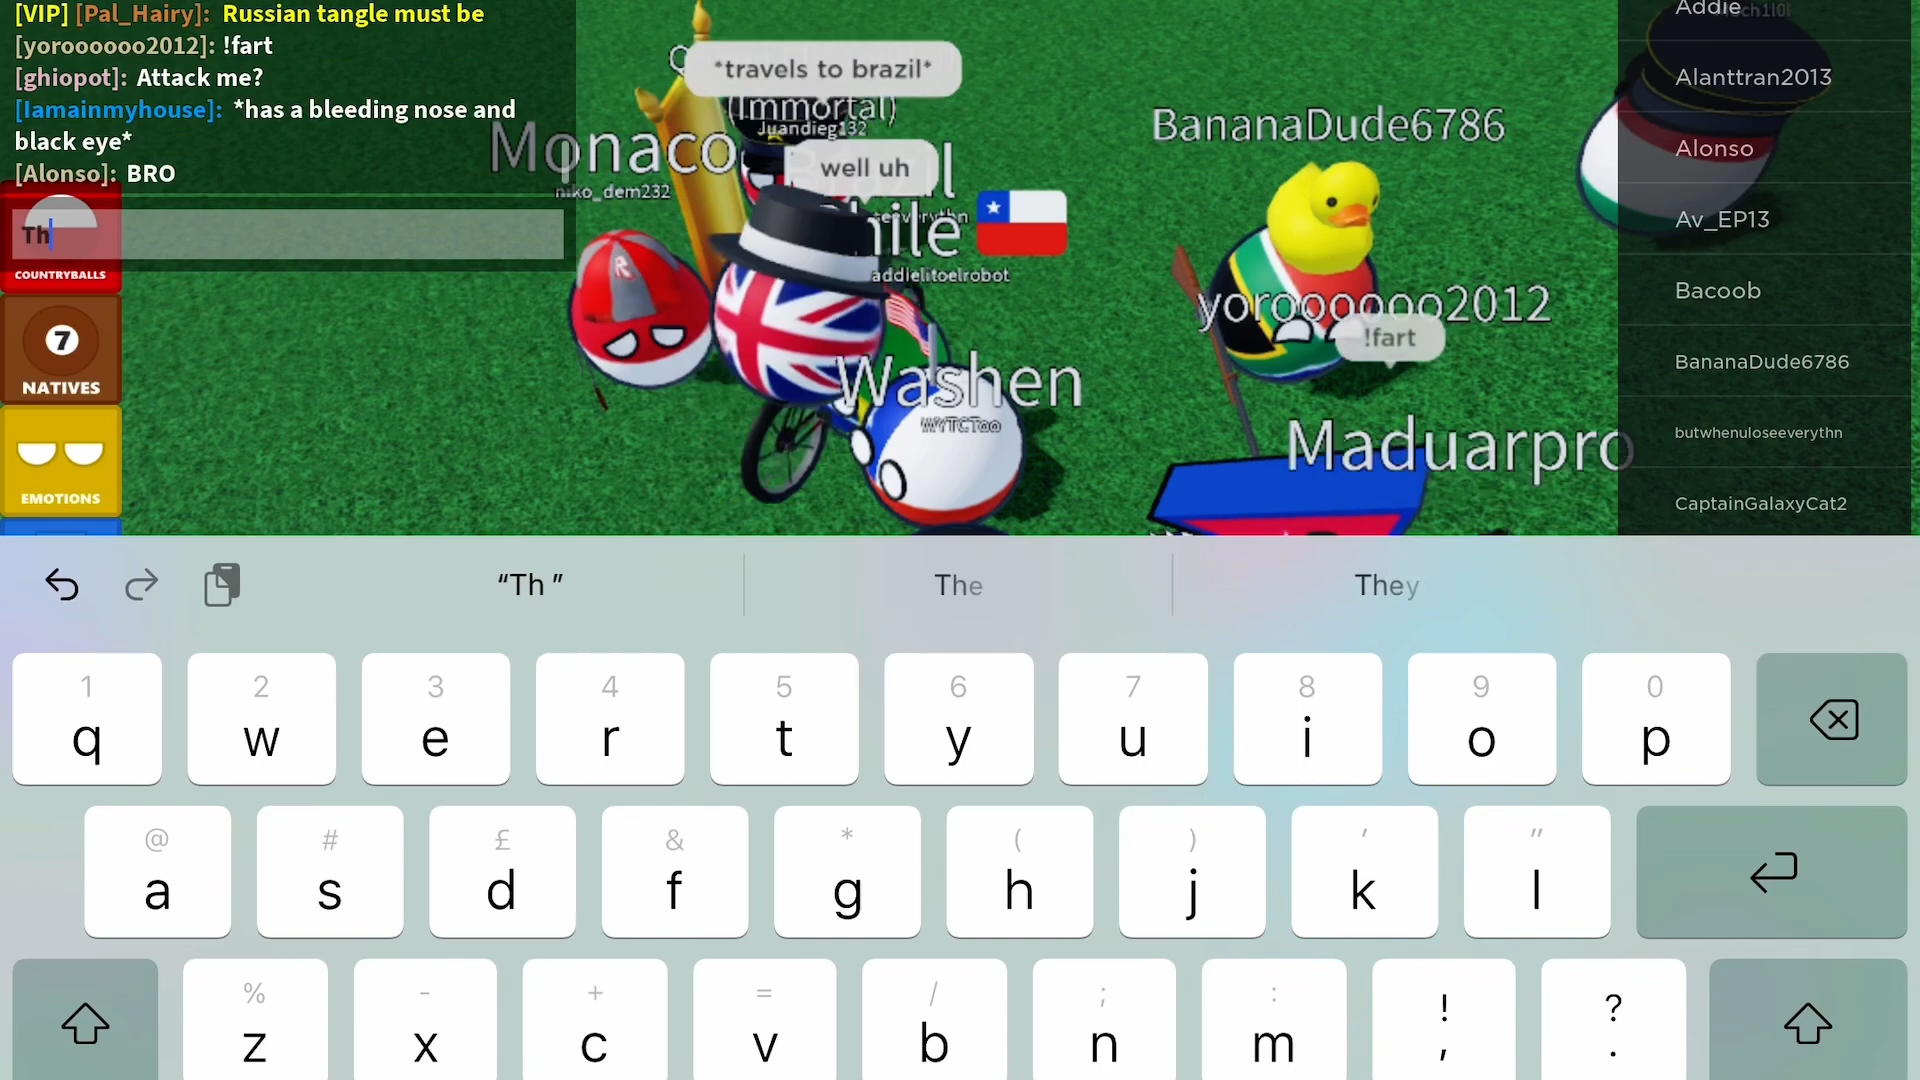 [VIP] [Pal_Hairy]: Russian tangle must be
[yoroooooo2012]: !fart
[ghiopot]: Attack me?
[Iamainmyhouse]: *has a bleeding nose and
black eye*
[Alonso]: BRO
Th
COUNTRYBALLS
7
NATIVES
EMOTIONS
*travels to brazil*
(Immortal)
Juandieg132
Monaco
niko_dem232
well uh
hile
addielitoelrobot
Washen
WYTCToo
BananaDude6786
yoroooooo2012
!fart
Maduarpro
Addie
Alanttran2013
Alonso
Av_EP13
Bacoob
BananaDude6786
butwhenuloseeverythn
CaptainGalaxyCat2
“Th ” The They
1 2 3 4 5 6 7 8 9 0
q w e r t y u i o p
@ # £ & * ( ) ' "
a s d f g h j k l
% - + = / ; : ! ?
z x c v b n m , .